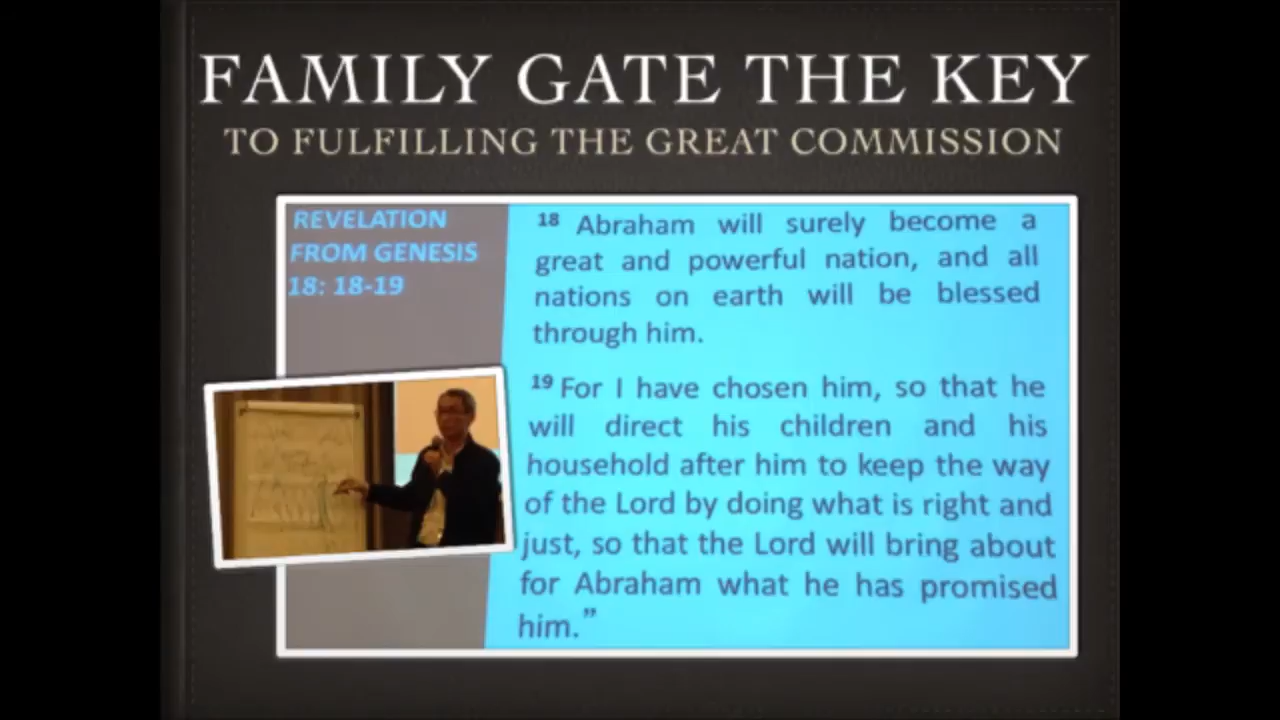 FAMILY GATE THE KEY
TO FULFILLING THE GREAT COMMISSION
REVELATION
FROM GENESIS
18: 18-19
18 Abraham will surely become a
great and powerful nation, and all
nations on earth will be blessed
through him.
19 For I have chosen him, so that he
will direct his children and his
household after him to keep the way
of the Lord by doing what is right and
just, so that the Lord will bring about
for Abraham what he has promised
him.”